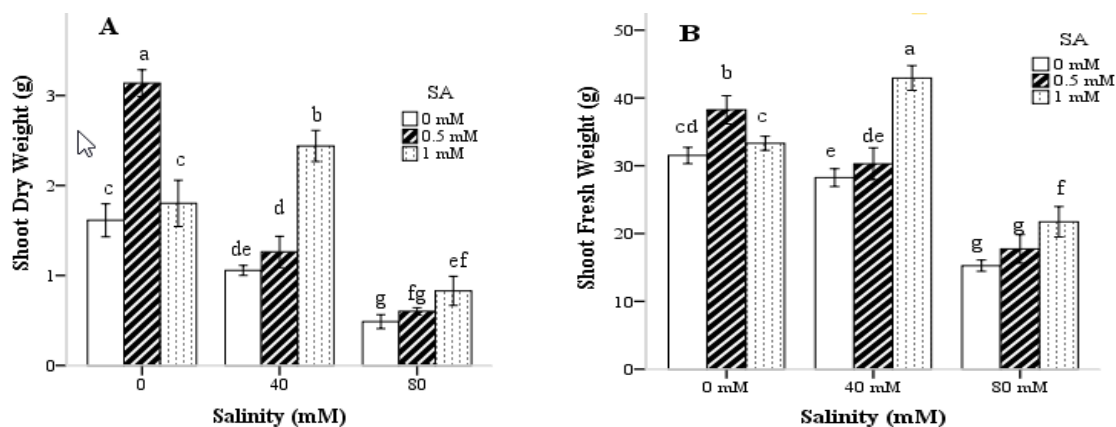 A
a
SA
0 mM
0.5 mM
1 mM
b
c
c
d
de
ef
fg
g
Shoot Dry Weight (g)
3
2
1
0
0
40
80
Salinity (mM)
B
a
SA
0 mM
0.5 mM
1 mM
b
c
cd
de
e
f
g
g
Shoot Fresh Weight (g)
50
40
30
20
10
0
0 mM
40 mM
80 mM
Salinity (mM)